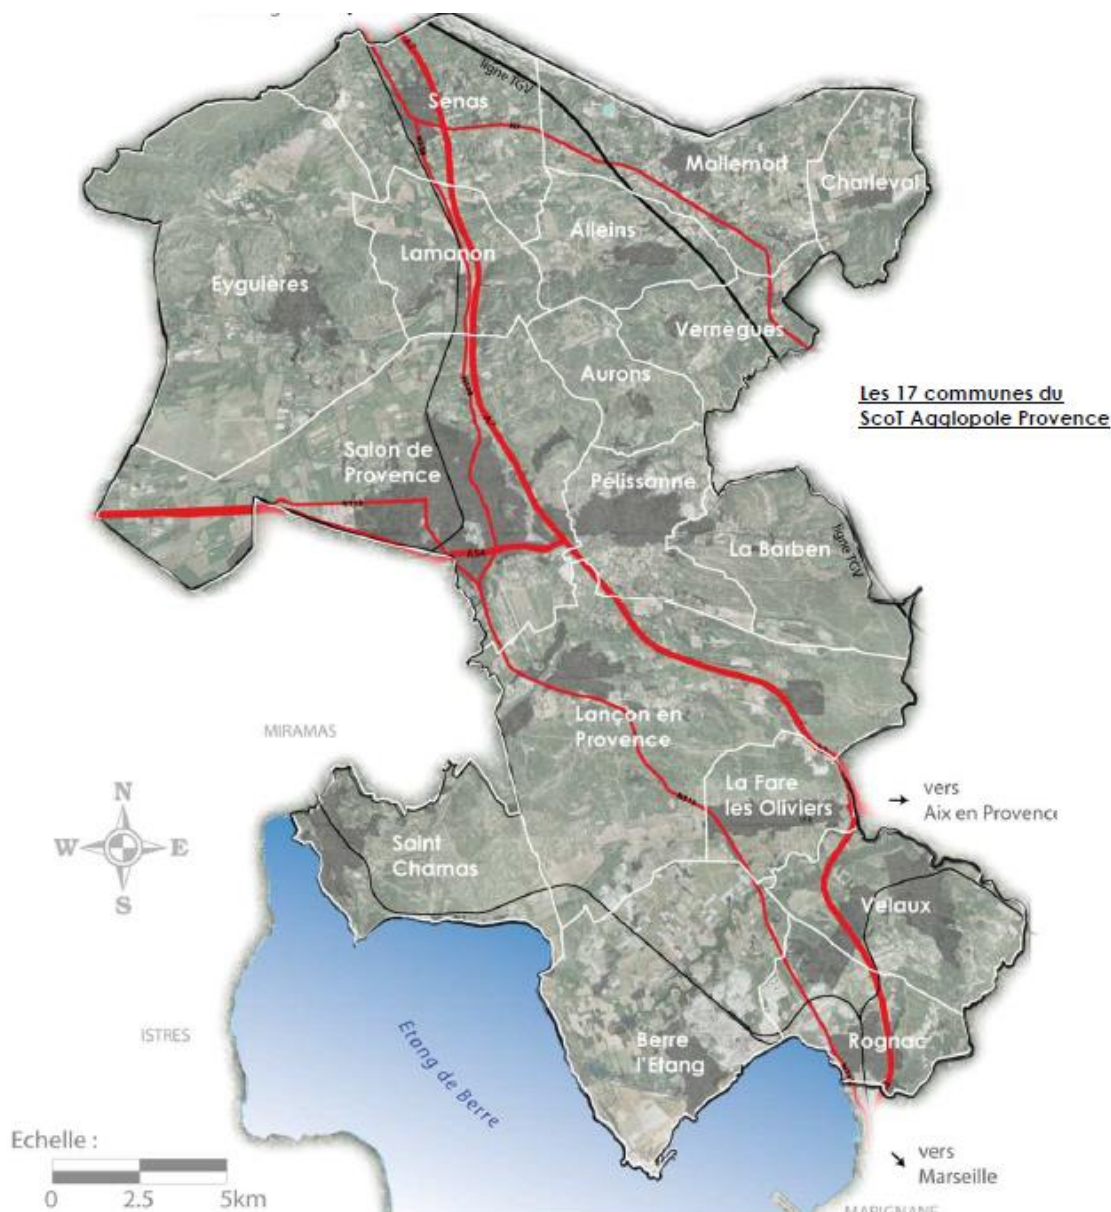 ligne TGV
Sénas
Mallemort
Charleval
Alleins
Lamanon
Eyguières
Vernègues
Aurons
Les 17 communes du
ScoT Agglopole Provence
Salon de
Provence
Pélissanne
A54
La Barben
ligne TGV
Lançon en
Provence
MIRAMAS
La Fare
les Oliviers
vers
Aix en Provence
N
W E
S
Saint
Chamas
Velaux
ISTRES
Etang de Berre
Berre
l'Etang
Rognac
Echelle :
0 2.5 5km
vers
Marseille
MARIGNANE